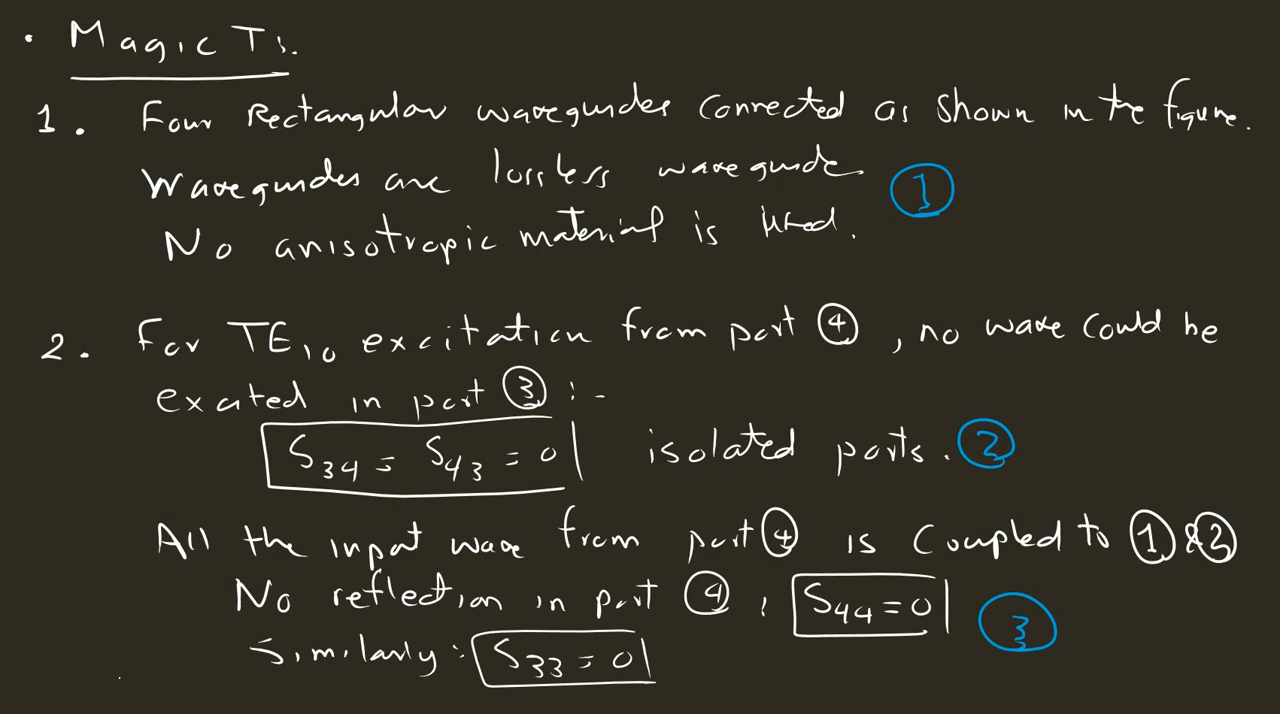 • Magic Ts.
1. Four Rectangular waveguides connected as shown in the figure.
Waveguides are lossless waveguide.
①
No anisotropic material is used.
2. For TE₁₀ excitation from port ④, no wave could be
excited in port ③ :-
S₃₄ = S₄₃ = 0 isolated ports. ②
All the input wave from port ④ is coupled to ① & ②
No reflection in port ④, S₄₄ = 0 ③
Similarly: S₃₃ = 0